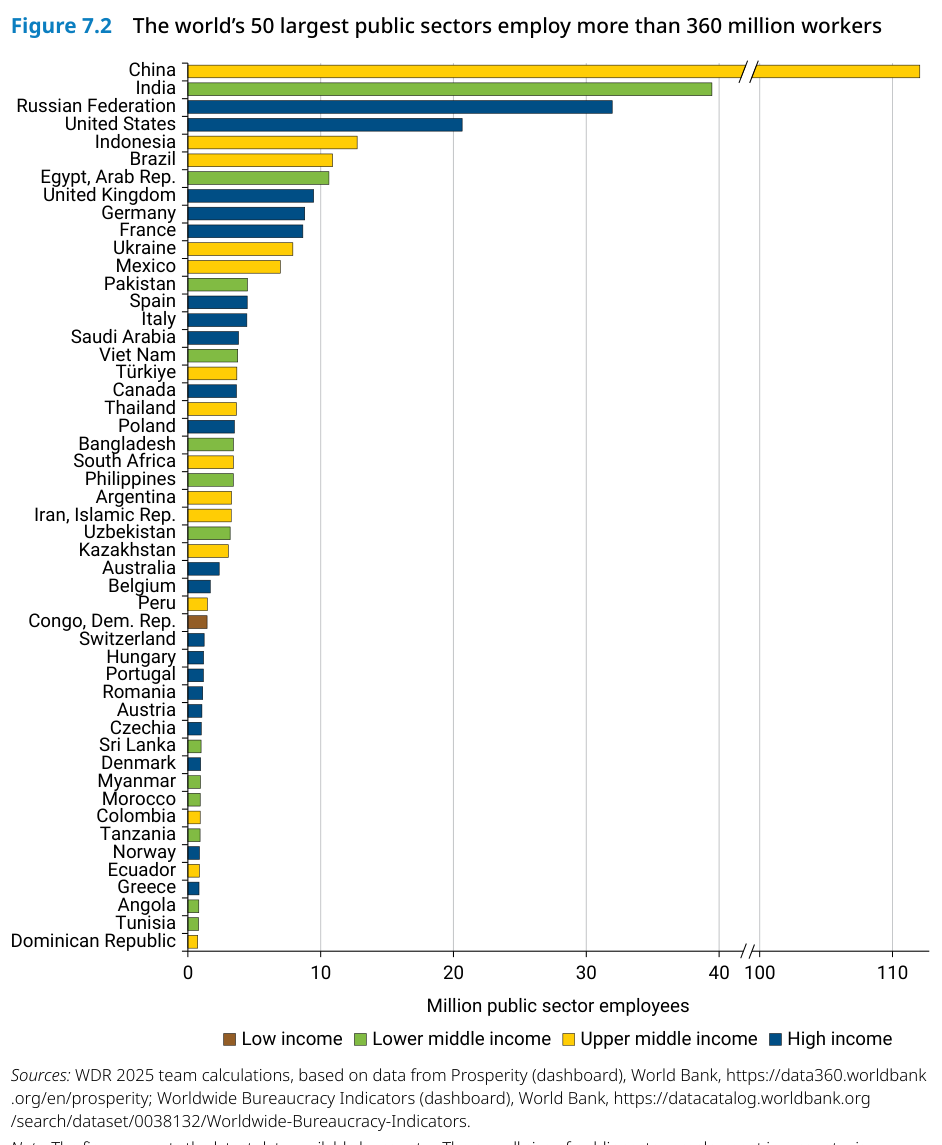 Figure 7.2 The world's 50 largest public sectors employ more than 360 million workers
China
India
Russian Federation
United States
Indonesia
Brazil
Egypt, Arab Rep.
United Kingdom
Germany
France
Ukraine
Mexico
Pakistan
Spain
Italy
Saudi Arabia
Viet Nam
Türkiye
Canada
Thailand
Poland
Bangladesh
South Africa
Philippines
Argentina
Iran, Islamic Rep.
Uzbekistan
Kazakhstan
Australia
Belgium
Peru
Congo, Dem. Rep.
Switzerland
Hungary
Portugal
Romania
Austria
Czechia
Sri Lanka
Denmark
Myanmar
Morocco
Colombia
Tanzania
Norway
Ecuador
Greece
Angola
Tunisia
Dominican Republic
0 10 20 30 40 100 110
Million public sector employees
Low income Lower middle income Upper middle income High income
Sources: WDR 2025 team calculations, based on data from Prosperity (dashboard), World Bank, https://data360.worldbank
.org/en/prosperity; Worldwide Bureaucracy Indicators (dashboard), World Bank, https://datacatalog.worldbank.org
/search/dataset/0038132/Worldwide-Bureaucracy-Indicators.